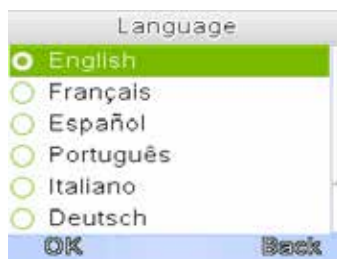 Language
English
Français
Español
Português
Italiano
Deutsch
OK Back